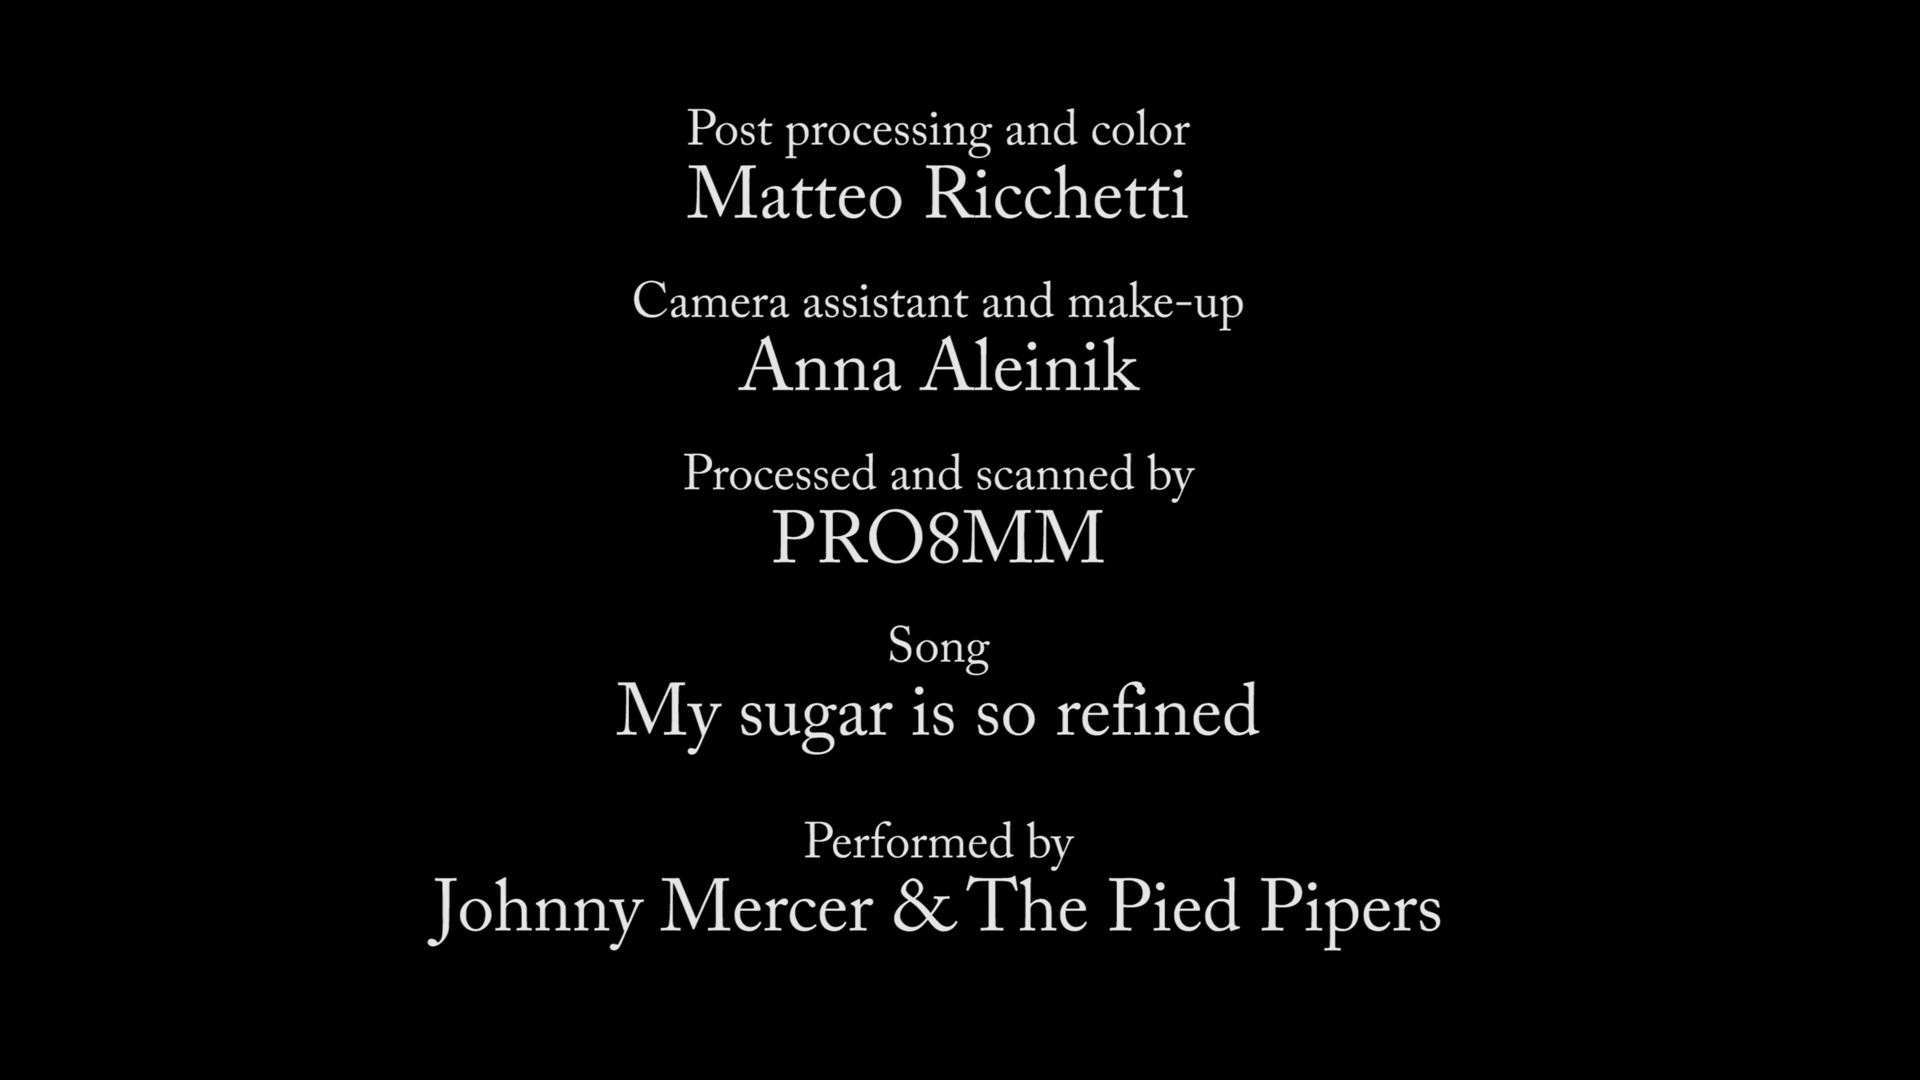 Post processing and color
Matteo Ricchetti
Camera assistant and make-up
Anna Aleinik
Processed and scanned by
PRO8MM
Song
My sugar is so refined
Performed by
Johnny Mercer & The Pied Pipers